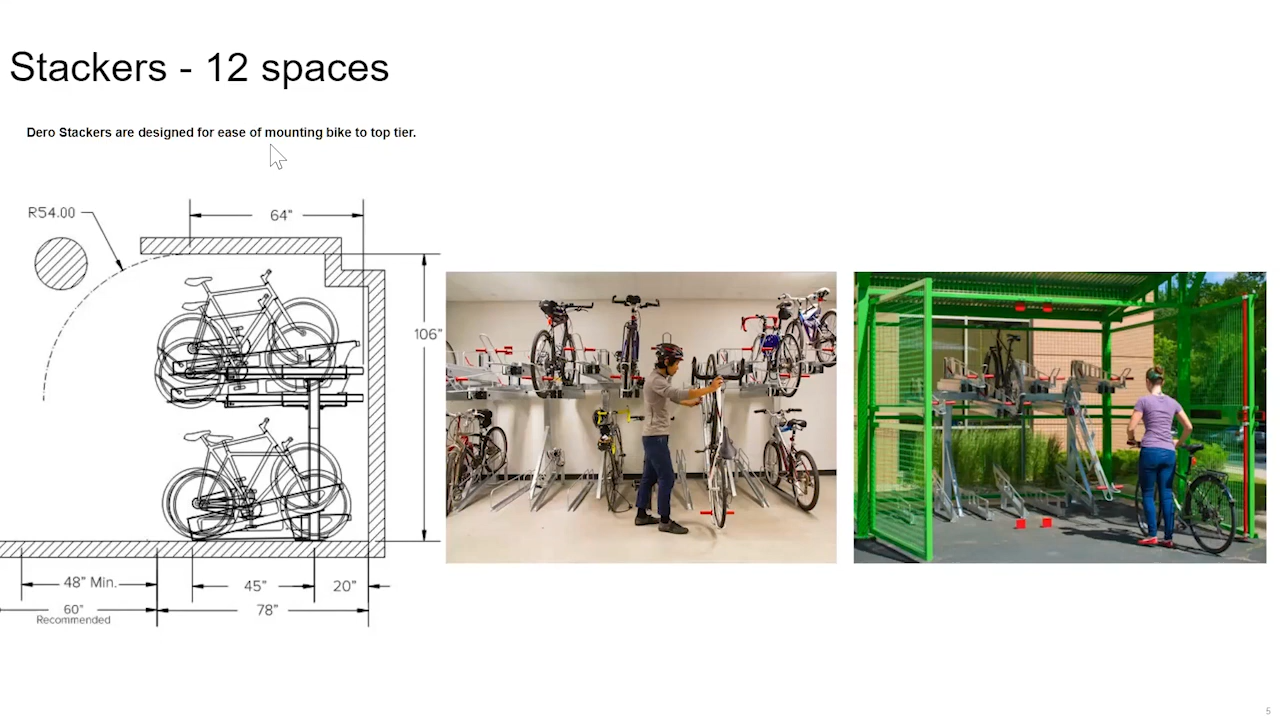 Stackers - 12 spaces
Dero Stackers are designed for ease of mounting bike to top tier.
R54.00
64"
106"
48" Min.
45"
20"
60"
Recommended
78"
5